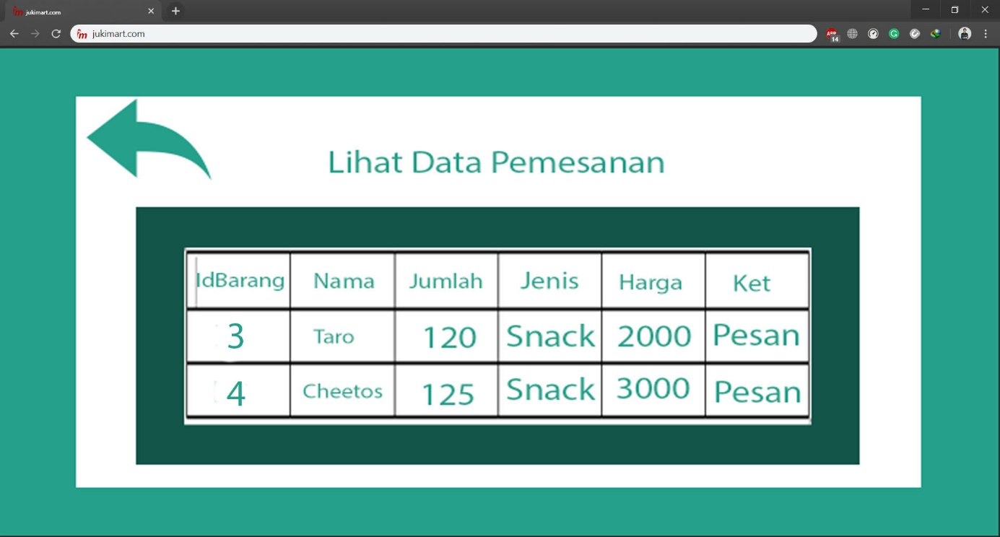 jukimart.com
jukimart.com
14
Lihat Data Pemesanan
IdBarang Nama Jumlah Jenis Harga Ket
3 Taro 120 Snack 2000 Pesan
4 Cheetos 125 Snack 3000 Pesan